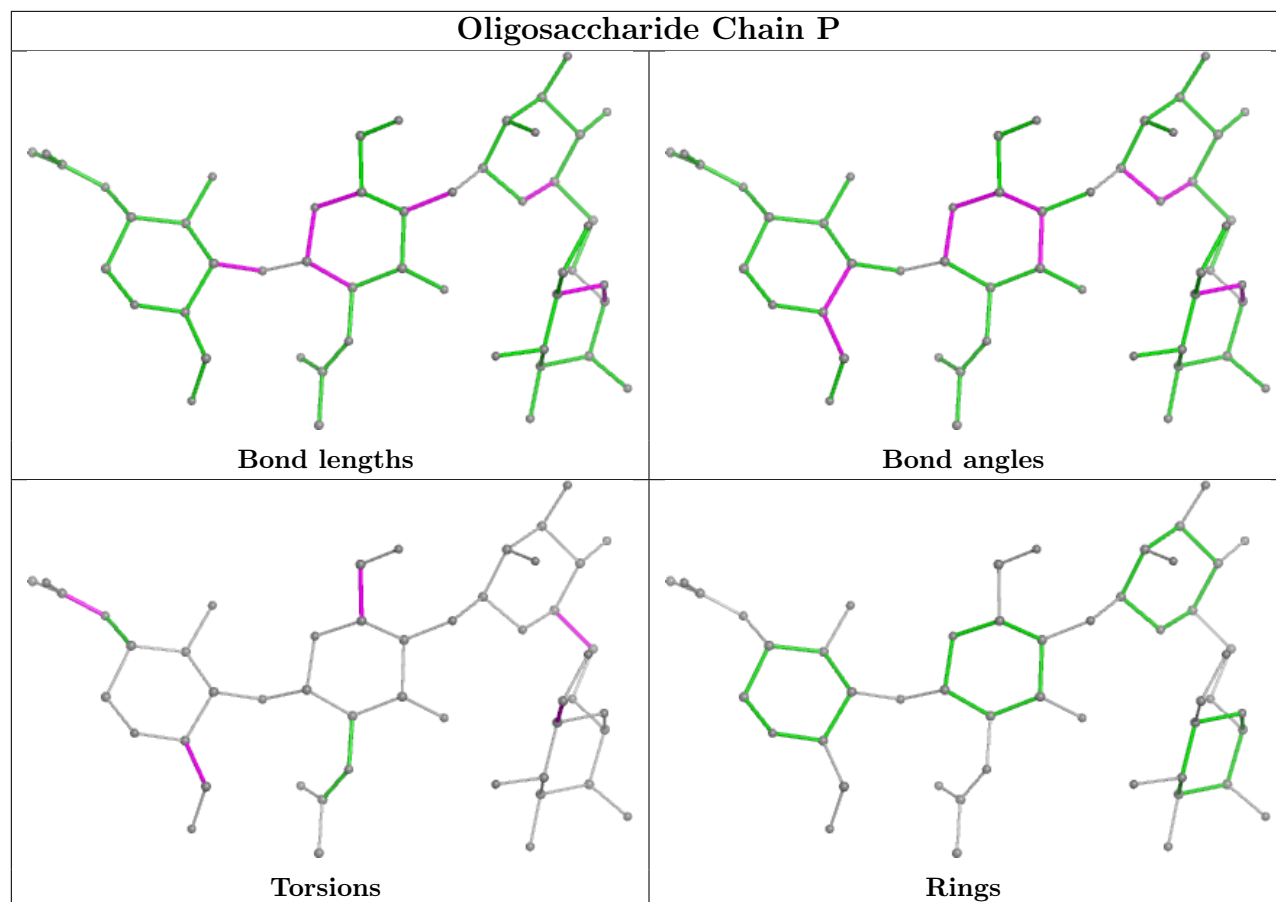 Oligosaccharide Chain P
Bond lengths
Bond angles
Torsions
Rings